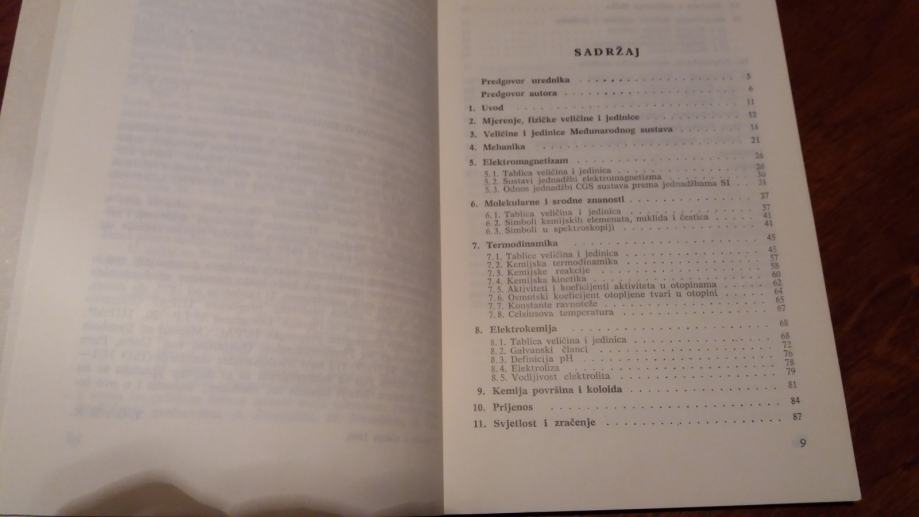 SADRŽAJ
Predgovor urednika . . . . . . . . . . . . . . . . . . 5
Predgovor autora . . . . . . . . . . . . . . . . . . 6
1. Uvod . . . . . . . . . . . . . . . . . . 11
2. Mjerenje, fizičke veličine i jedinice . . . . . . . . . . 12
3. Veličine i jedinice Međunarodnog sustava . . . . . . . . 14
4. Mehanika . . . . . . . . . . . . . . . . . . 21
5. Elektromagnetizam . . . . . . . . . . . . . . . . 26
5. 1. Tablica veličina i jedinica . . . . . . . . . . . . 26
5. 2. Sustavi jednadžbi elektromagnetizma . . . . . . . . 30
5. 3. Odnos jednadžbi CGS sustava prema jednadžbama SI . . 31
6. Molekularne i srodne znanosti . . . . . . . . . . . . 37
6. 1. Tablica veličina i jedinica . . . . . . . . . . . . 37
6. 2. Simboli kemijskih elemenata, nuklida i čestica . . . . . 41
6. 3. Simboli u spektroskopiji . . . . . . . . . . . . 41
7. Termodinamika . . . . . . . . . . . . . . . . 45
7. 1. Tablice veličina i jedinica . . . . . . . . . . . . 45
7. 2. Kemijska termodinamika . . . . . . . . . . . . 57
7. 3. Kemijske reakcije . . . . . . . . . . . . . . 58
7. 4. Kemijska kinetika . . . . . . . . . . . . . . 60
7. 5. Aktiviteti i koeficijenti aktiviteta u otopinama . . . . . 62
7. 6. Osmotski koeficijent otopljene tvari u otopini . . . . . 64
7. 7. Konstante ravnoteže . . . . . . . . . . . . . . 65
7. 8. Celziusova temperatura . . . . . . . . . . . . . 67
8. Elektrokemija . . . . . . . . . . . . . . . . 68
8. 1. Tablica veličina i jedinica . . . . . . . . . . . . 68
8. 2. Galvanski članci . . . . . . . . . . . . . . 72
8. 3. Definicija pH . . . . . . . . . . . . . . . . 76
8. 4. Elektroliza . . . . . . . . . . . . . . . . 78
8. 5. Vodljivost elektrolita . . . . . . . . . . . . . 79
9. Kemija površina i koloida . . . . . . . . . . . . . 81
10. Prijenos . . . . . . . . . . . . . . . . . . 84
11. Svjetlost i zračenje . . . . . . . . . . . . . . . 87
9